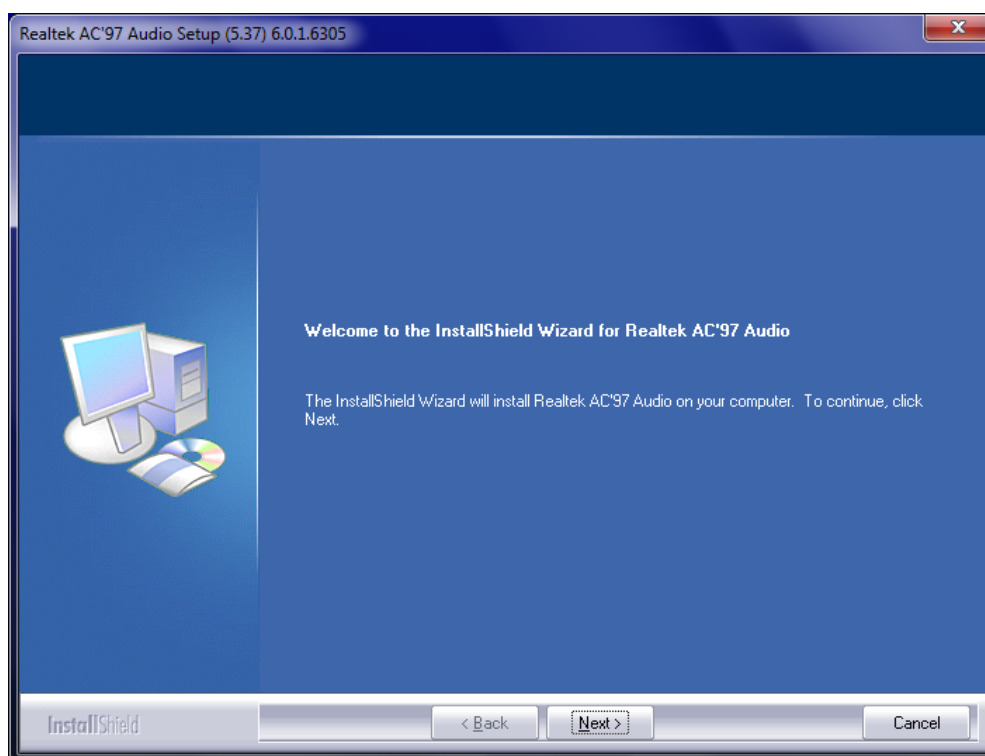 Realtek AC'97 Audio Setup (5.37) 6.0.1.6305
Welcome to the InstallShield Wizard for Realtek AC'97 Audio
The InstallShield Wizard will install Realtek AC'97 Audio on your computer. To continue, click
Next.
InstallShield
< Back
Next >
Cancel